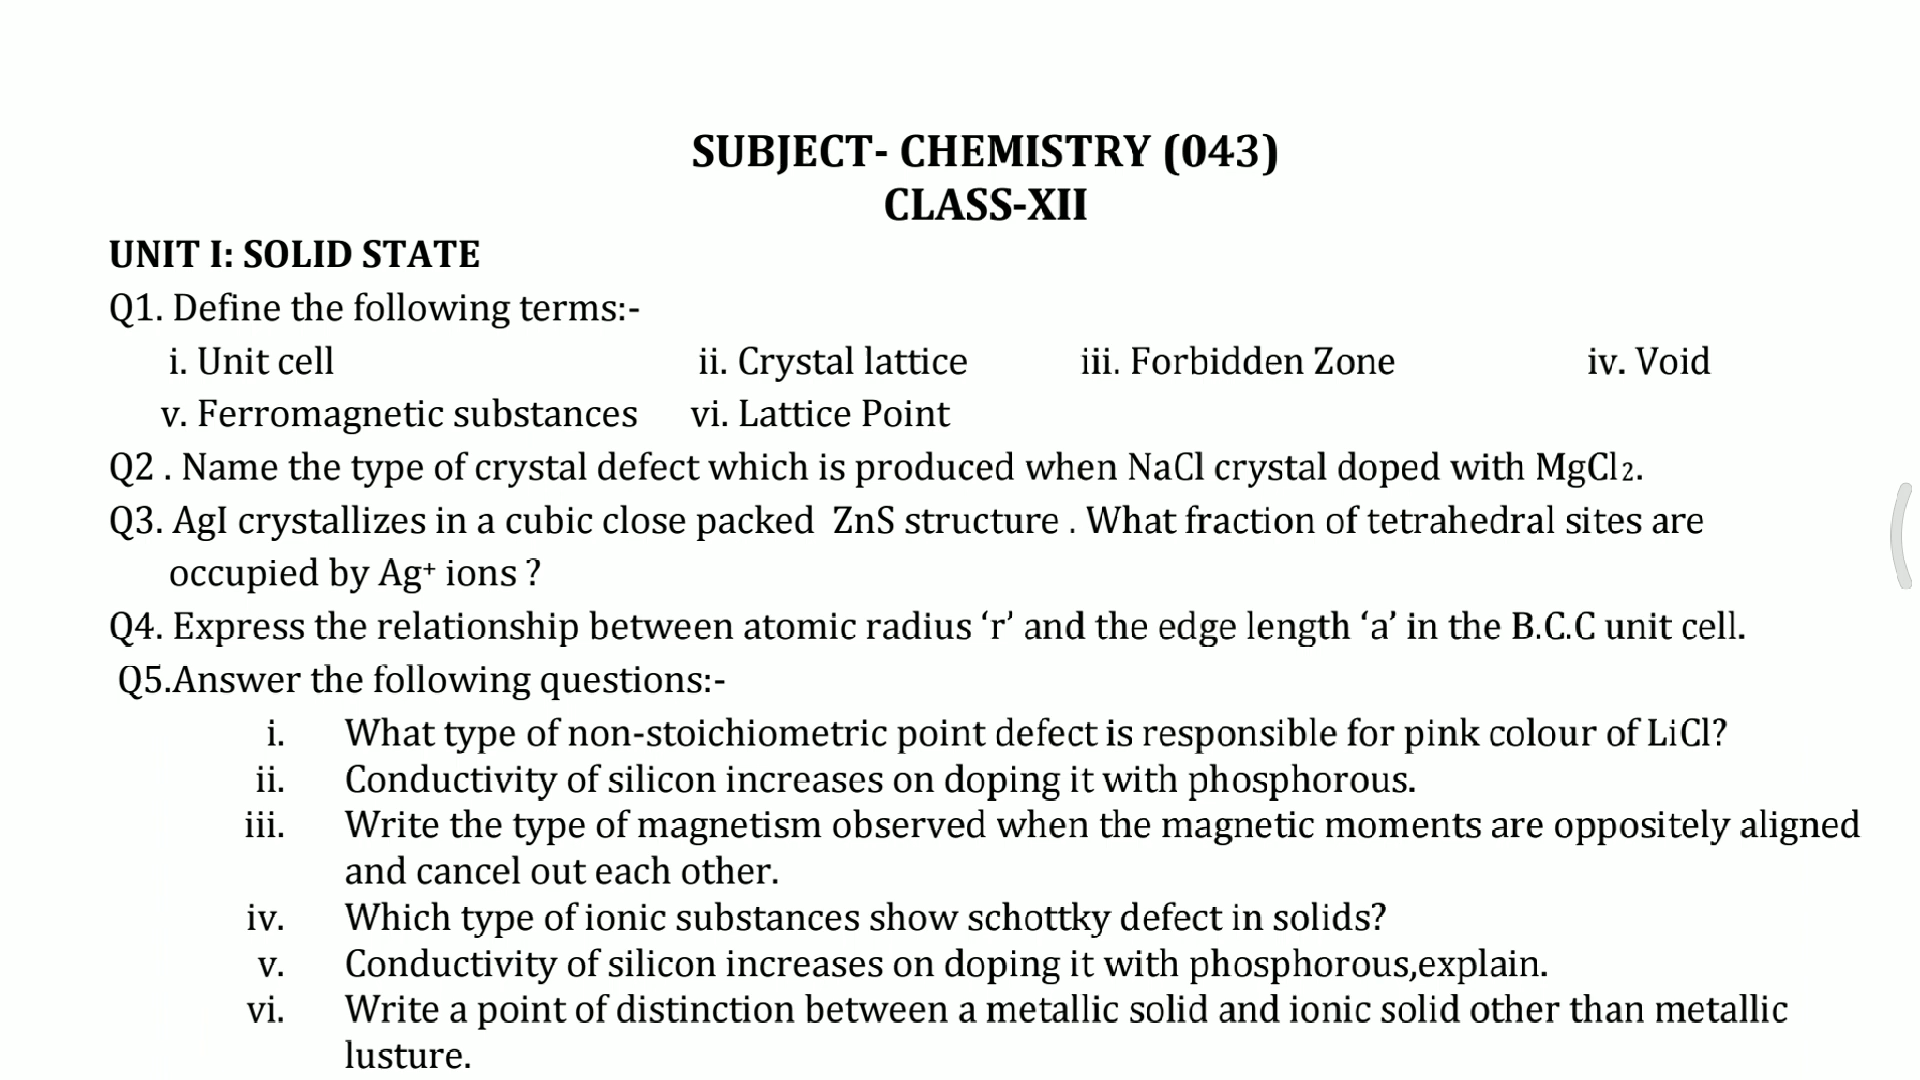 SUBJECT- CHEMISTRY (043)
CLASS-XII
UNIT I: SOLID STATE
Q1. Define the following terms:-
i. Unit cell ii. Crystal lattice iii. Forbidden Zone iv. Void
v. Ferromagnetic substances vi. Lattice Point
Q2 . Name the type of crystal defect which is produced when NaCl crystal doped with MgCl₂.
Q3. AgI crystallizes in a cubic close packed ZnS structure . What fraction of tetrahedral sites are
occupied by Ag⁺ ions ?
Q4. Express the relationship between atomic radius ‘r’ and the edge length ‘a’ in the B.C.C unit cell.
Q5.Answer the following questions:-
i. What type of non-stoichiometric point defect is responsible for pink colour of LiCl?
ii. Conductivity of silicon increases on doping it with phosphorous.
iii. Write the type of magnetism observed when the magnetic moments are oppositely aligned
and cancel out each other.
iv. Which type of ionic substances show schottky defect in solids?
v. Conductivity of silicon increases on doping it with phosphorous,explain.
vi. Write a point of distinction between a metallic solid and ionic solid other than metallic
lusture.